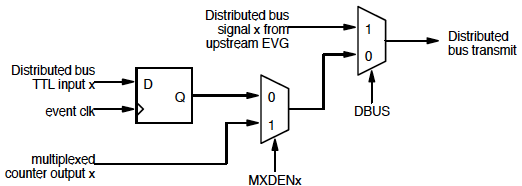 Distributed bus
signal x from
upstream EVG
1
0
Distributed
bus transmit
Distributed bus
TTL input x
D
Q
event clk
0
1
DBUS
multiplexed
counter output x
MXDENx